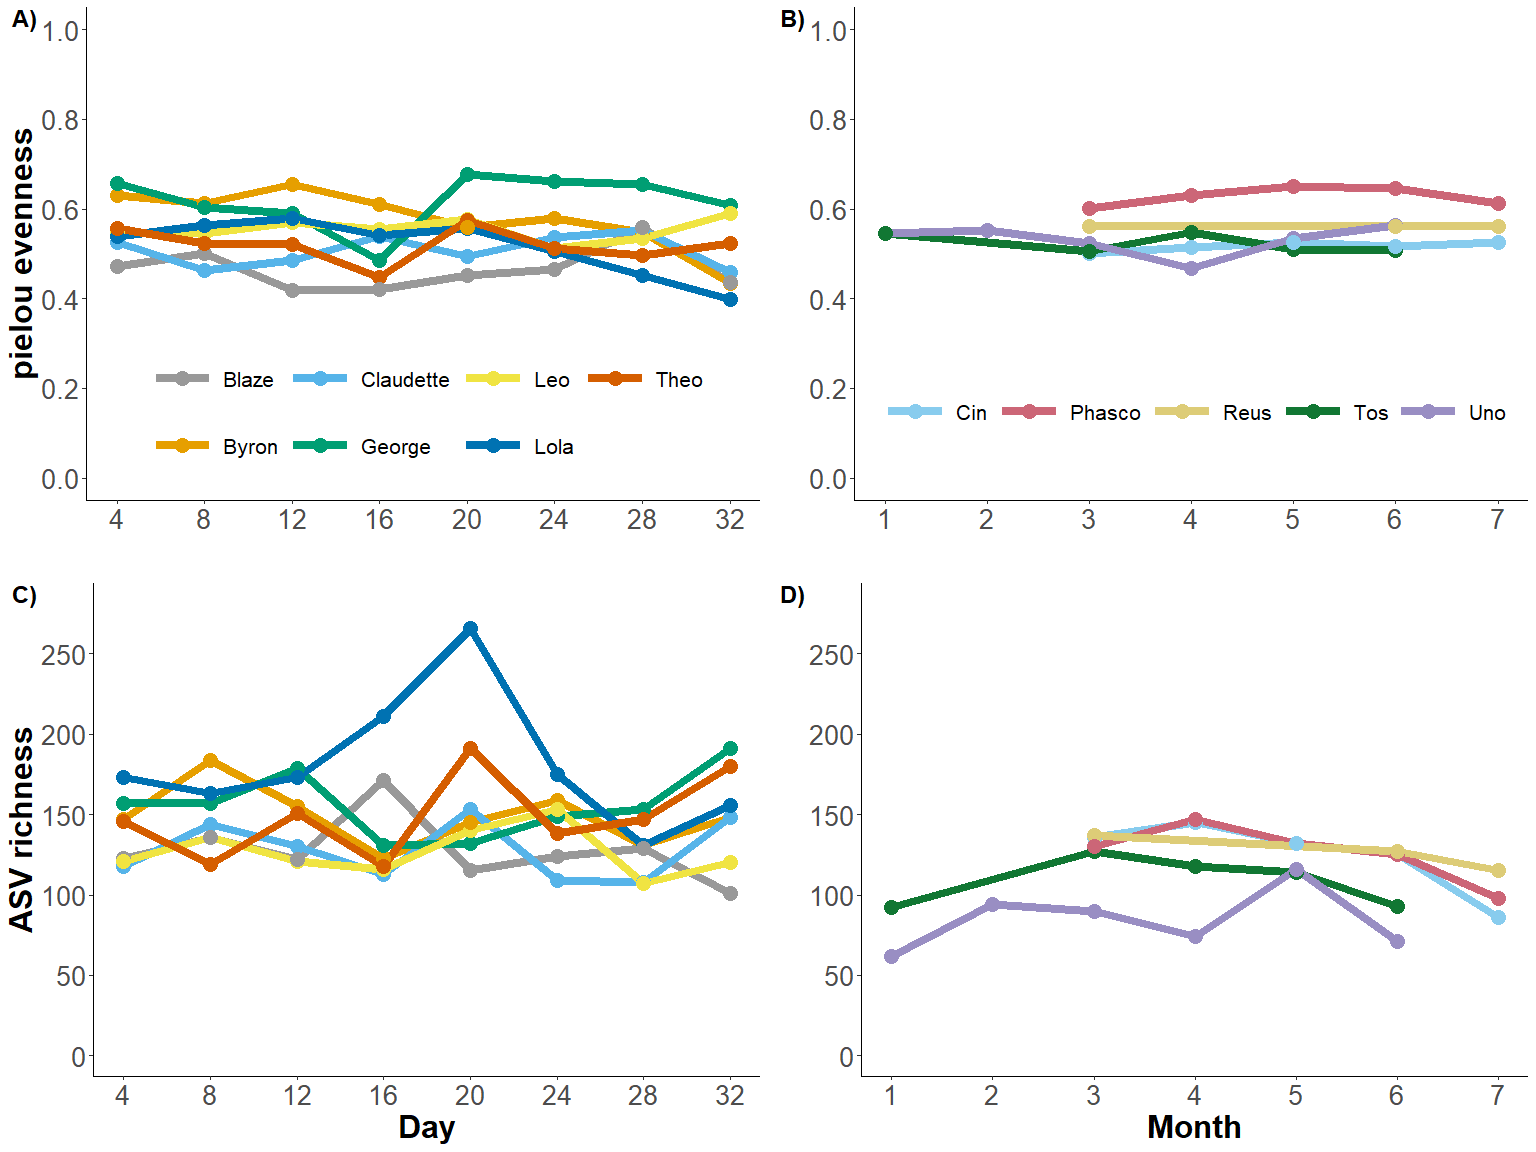 A)
1.0
0.8
0.6
0.4
0.2
0.0
pielou evenness
Blaze Claudette Leo Theo
Byron George Lola
4 8 12 16 20 24 28 32
B)
1.0
0.8
0.6
0.4
0.2
0.0
Cin Phasco Reus Tos Uno
1 2 3 4 5 6 7
C)
250
200
150
100
50
0
ASV richness
4 8 12 16 20 24 28 32
Day
D)
250
200
150
100
50
0
1 2 3 4 5 6 7
Month